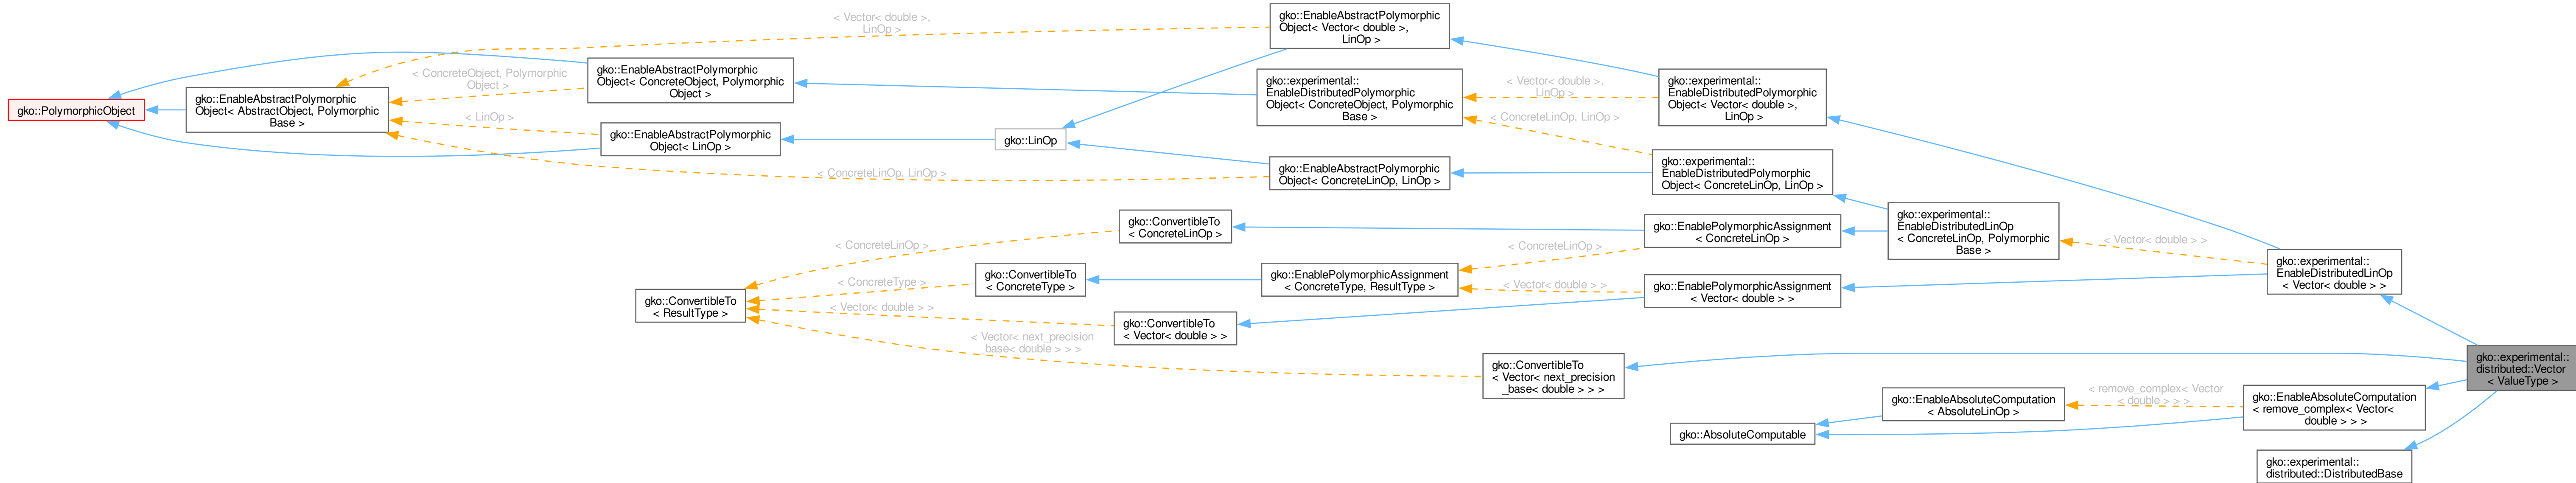 gko::PolymorphicObject
gko::EnableAbstractPolymorphic
Object< AbstractObject, Polymorphic
Base >
< Vector< double >,
LinOp >
< ConcreteObject, Polymorphic
Object >
< LinOp >
< ConcreteLinOp, LinOp >
gko::EnableAbstractPolymorphic
Object< ConcreteObject, Polymorphic
Object >
gko::EnableAbstractPolymorphic
Object< LinOp >
gko::LinOp
gko::EnableAbstractPolymorphic
Object< Vector< double >,
LinOp >
gko::experimental::
EnableDistributedPolymorphic
Object< ConcreteObject, Polymorphic
Base >
gko::EnableAbstractPolymorphic
Object< ConcreteLinOp, LinOp >
< Vector< double >,
LinOp >
< ConcreteLinOp, LinOp >
gko::experimental::
EnableDistributedPolymorphic
Object< Vector< double >,
LinOp >
gko::experimental::
EnableDistributedPolymorphic
Object< ConcreteLinOp, LinOp >
gko::ConvertibleTo
< ResultType >
< ConcreteLinOp >
< ConcreteType >
< Vector< double > >
< Vector< next_precision
base< double > > >
gko::ConvertibleTo
< ConcreteLinOp >
gko::ConvertibleTo
< ConcreteType >
gko::ConvertibleTo
< Vector< double > >
gko::EnablePolymorphicAssignment
< ConcreteType, ResultType >
< ConcreteLinOp >
< Vector< double > >
gko::EnablePolymorphicAssignment
< ConcreteLinOp >
gko::EnablePolymorphicAssignment
< Vector< double > >
gko::experimental::
EnableDistributedLinOp
< ConcreteLinOp, Polymorphic
Base >
< Vector< double > >
gko::experimental::
EnableDistributedLinOp
< Vector< double > >
gko::ConvertibleTo
< Vector< next_precision
_base< double > > >
gko::AbsoluteComputable
gko::EnableAbsoluteComputation
< AbsoluteLinOp >
< remove_complex< Vector
< double > > >
gko::EnableAbsoluteComputation
< remove_complex< Vector<
double > > >
gko::experimental::
distributed::DistributedBase
gko::experimental::
distributed::Vector
< ValueType >